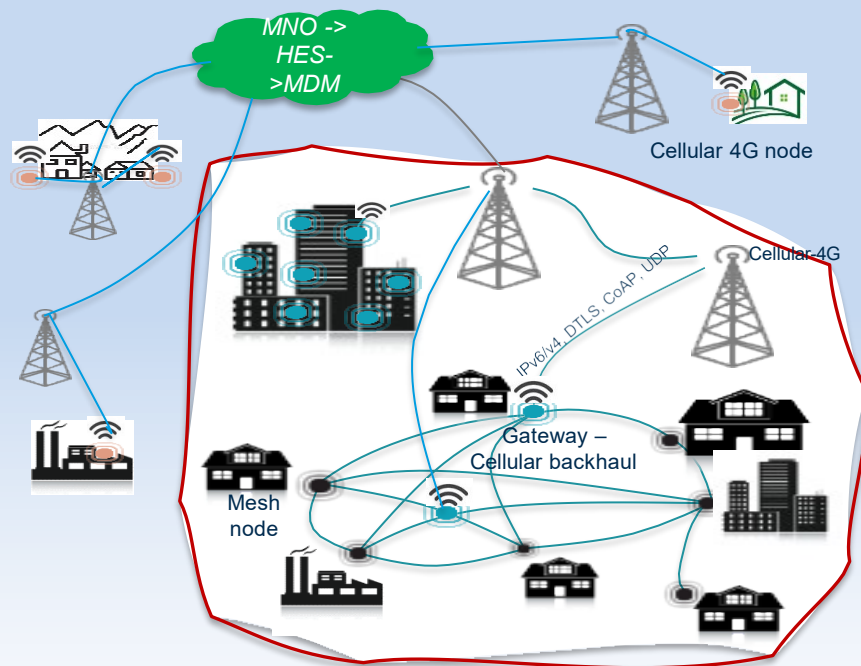 MNO ->
HES-
>MDM
Cellular 4G node
Cellular-4G
IPv6/v4, DTLS, CoAP, UDP
Gateway –
Cellular backhaul
Mesh
node